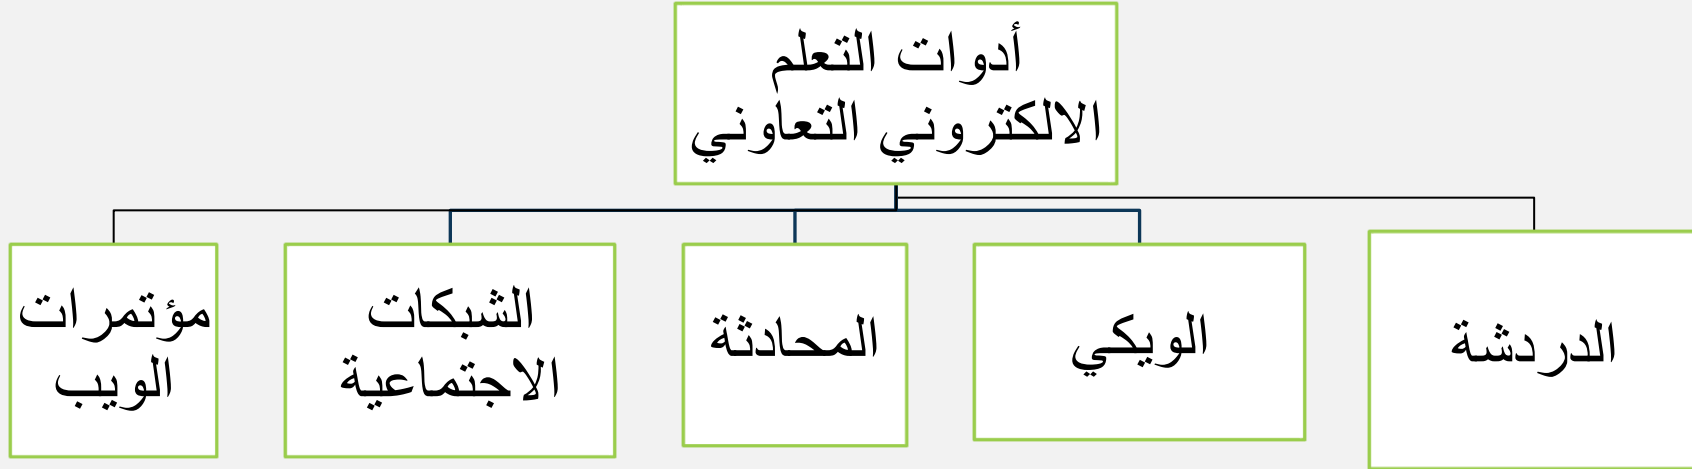 أدوات التعلم
الالكتروني التعاوني
الدردشة
الويكي
المحادثة
الشبكات
الاجتماعية
مؤتمرات
الويب